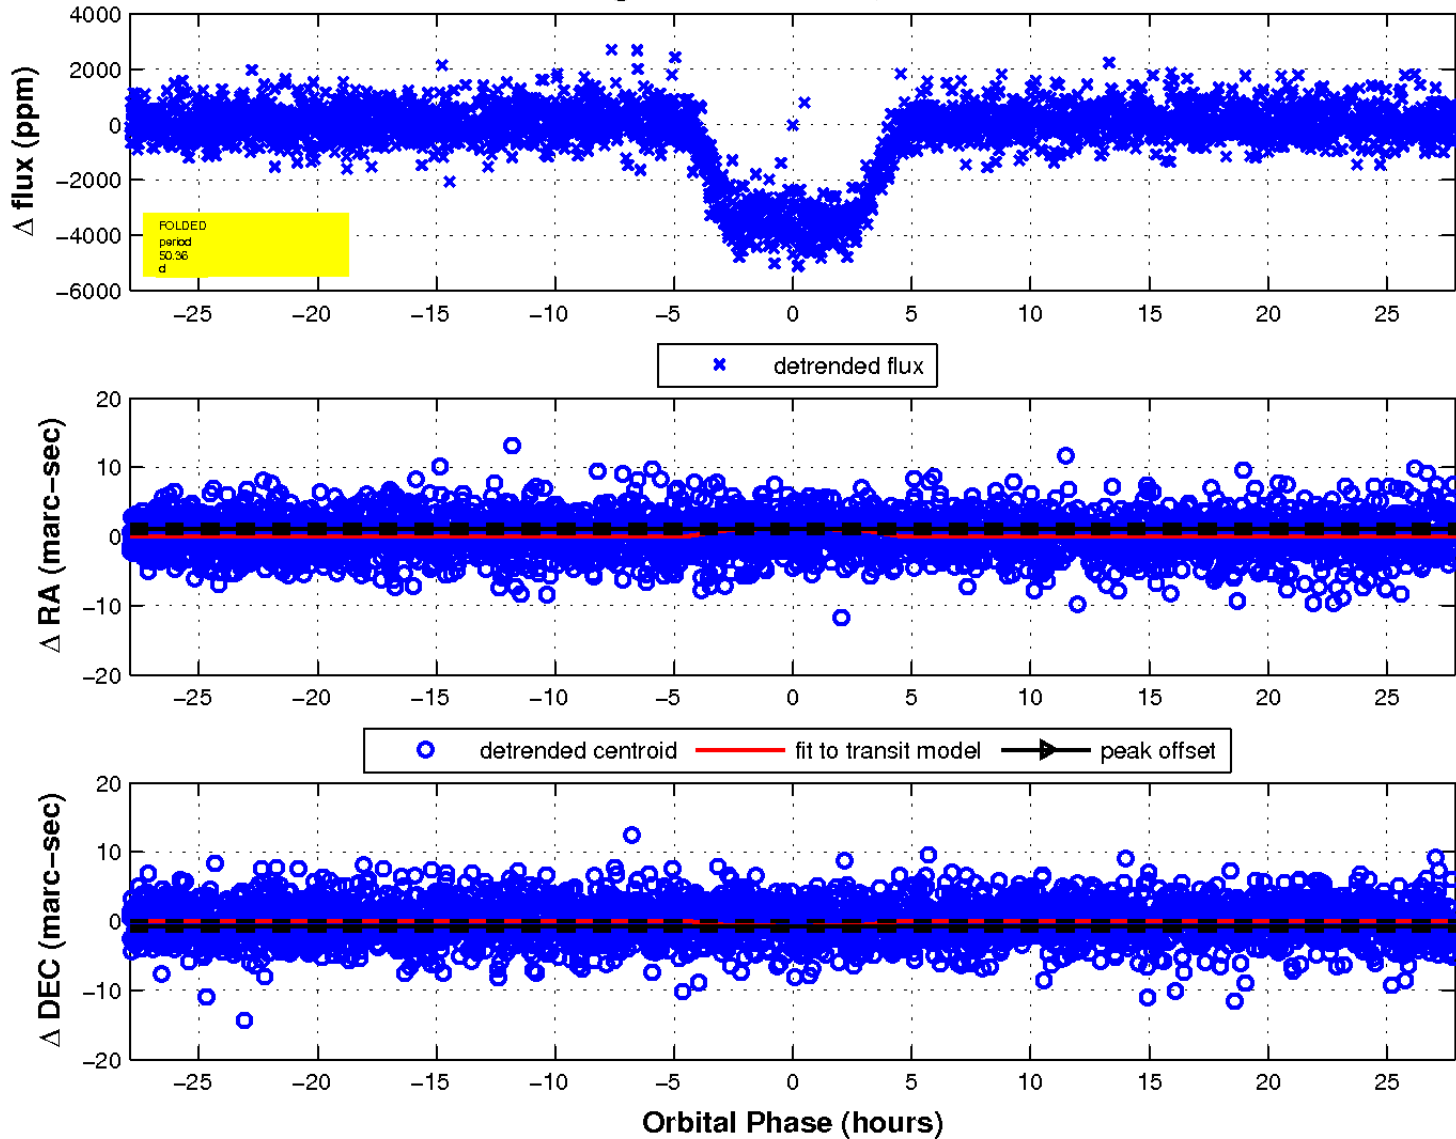 4000
2000
0
−2000
−4000
−6000
Δ flux (ppm)
FOLDED
period
50.36
d
−25 −20 −15 −10 −5 0 5 10 15 20 25
detrended flux
20
10
0
−10
−20
Δ RA (marc−sec)
−25 −20 −15 −10 −5 0 5 10 15 20 25
detrended centroid fit to transit model peak offset
20
10
0
−10
−20
Δ DEC (marc−sec)
−25 −20 −15 −10 −5 0 5 10 15 20 25
Orbital Phase (hours)